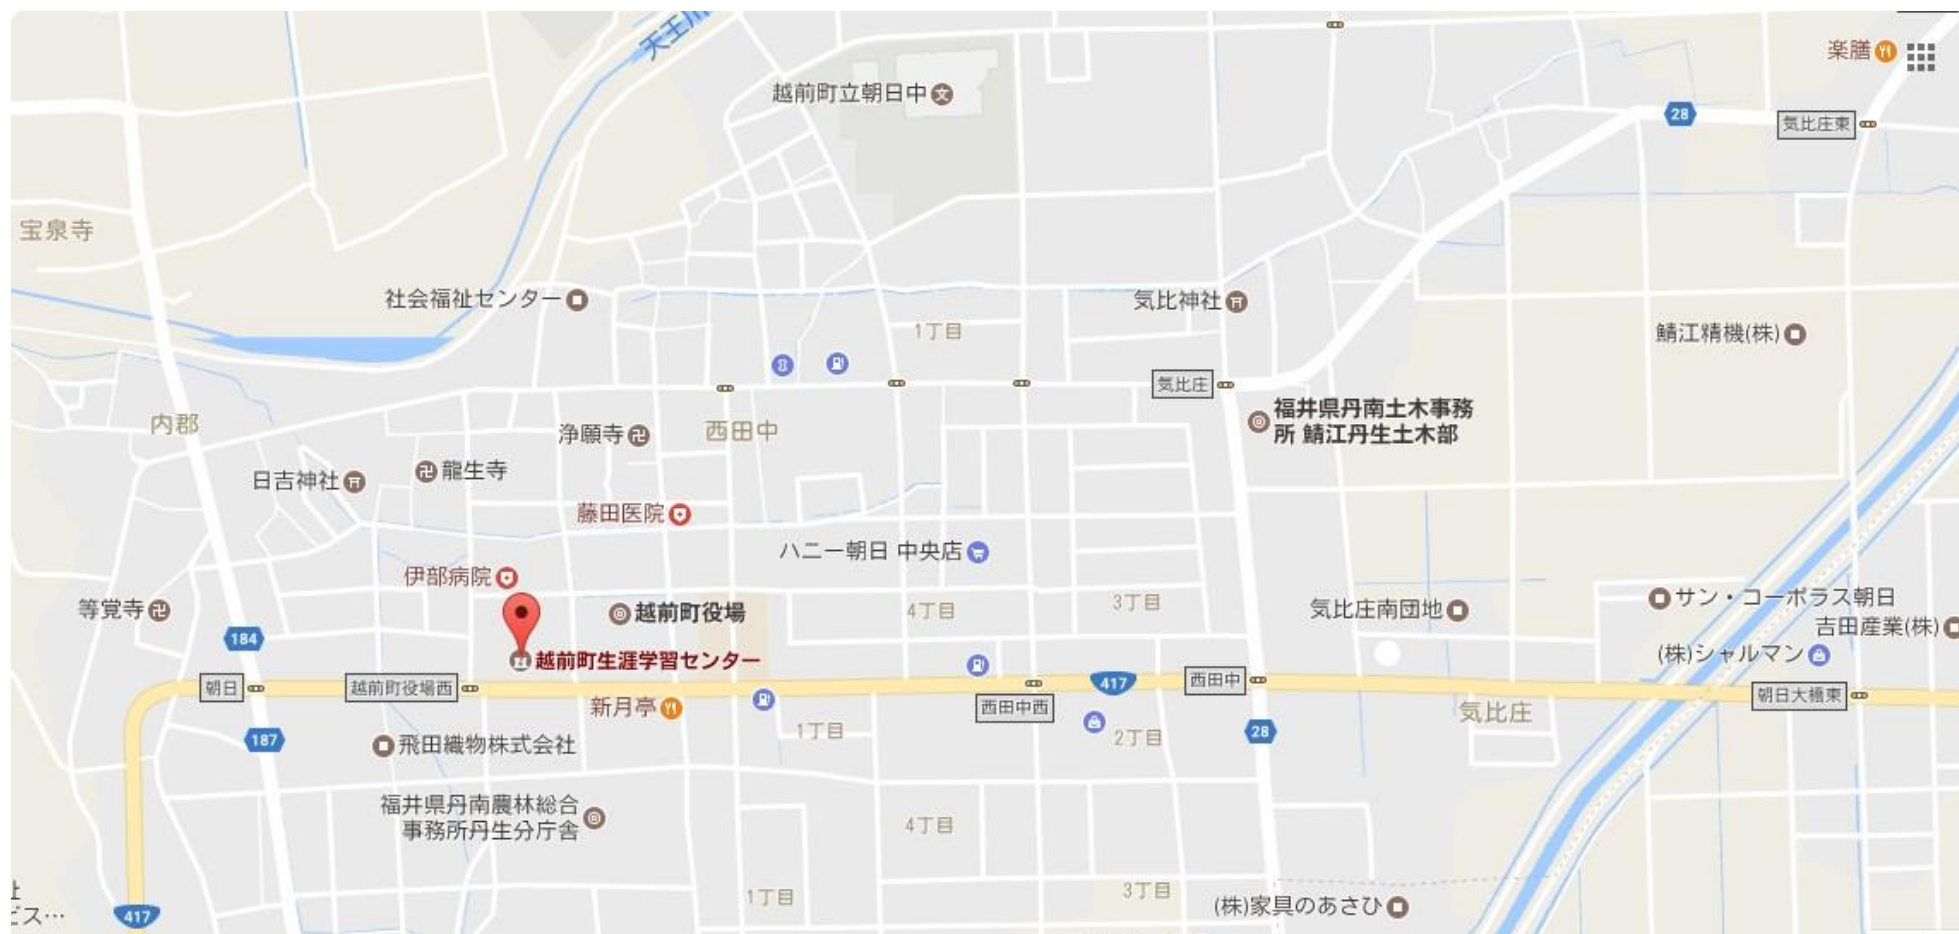 天王川
楽膳
越前町立朝日中
28
気比庄東
宝泉寺
社会福祉センター
気比神社
1丁目
鯖江精機(株)
気比庄
内郡
浄願寺
西田中
福井県丹南土木事務
所 鯖江丹生土木部
日吉神社
龍生寺
藤田医院
ハニー朝日 中央店
伊部病院
等覚寺
越前町役場
4丁目
3丁目
気比庄南団地
サン・コーポラス朝日
吉田産業(株)
184
越前町生涯学習センター
(株)シャルマン
朝日
越前町役場西
417
西田中
朝日大橋東
新月亭
西田中西
気比庄
1丁目
2丁目
28
187
飛田織物株式会社
福井県丹南農林総合
事務所丹生分庁舎
4丁目
1丁目
3丁目
(株)家具のあさひ
ビス…
417